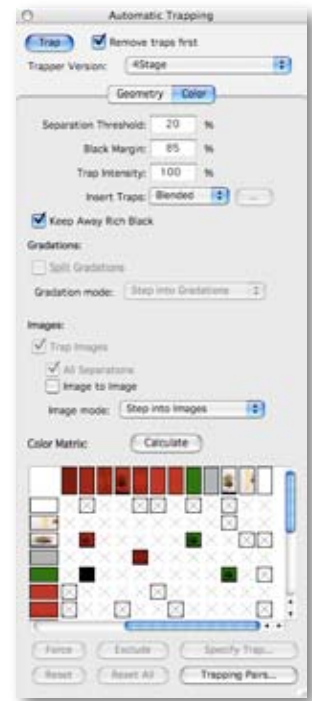 Automatic Trapping
Trap Remove traps first
Trapper Version: 4Stage
Geometry Color
Separation Threshold: 20 %
Black Margin: 85 %
Trap Intensity: 100 %
Insert Traps: Blended ...
Keep Away Rich Black
Gradations:
Split Gradations
Gradation mode: Step into Gradations
Images:
Trap Images
All Separations
Image to Image
Image mode: Step into Images
Color Matrix: Calculate
Force Exclude Specify Trap...
Reset Reset All Trapping Pairs...